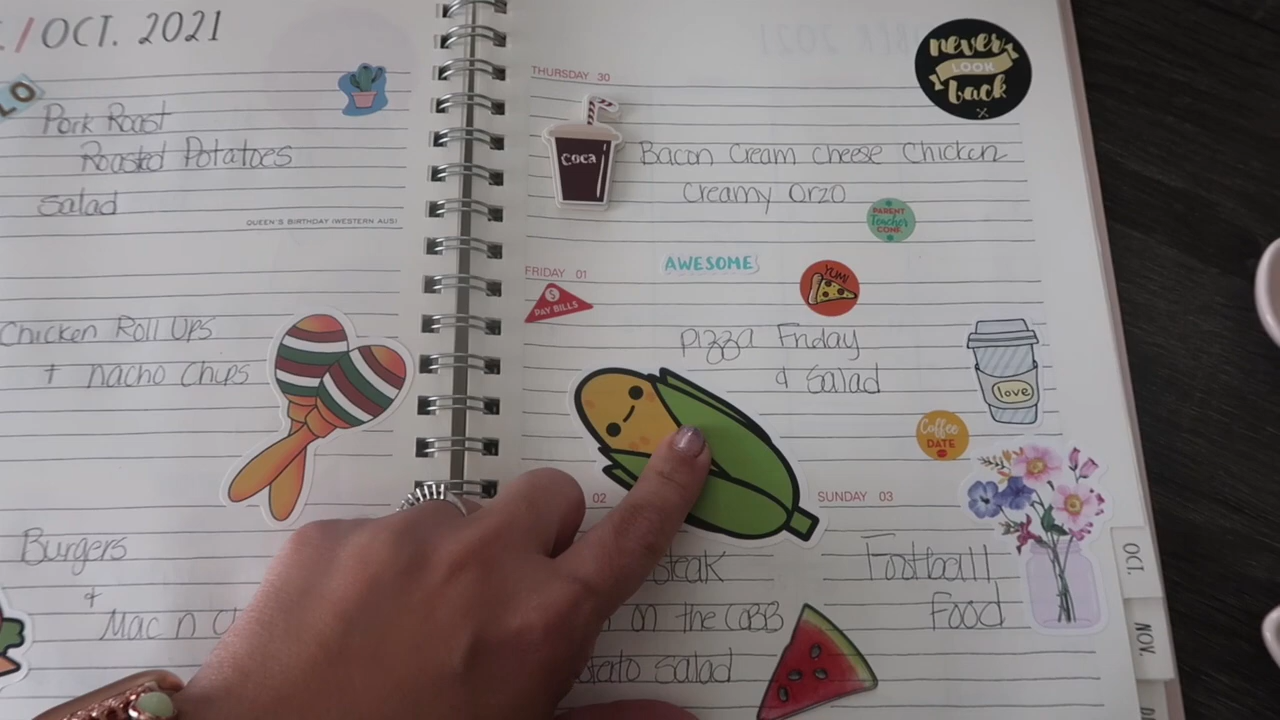 /OCT. 2021
LO
Pork Roast
Roasted Potatoes
Salad
QUEEN'S BIRTHDAY (WESTERN AUS)
Chicken Roll Ups
+ nacho Chips
Burgers
+
Mac n C
never
LOOK
back
x
THURSDAY 30
COCA
Bacon Cream Cheese Chicken
Creamy Orzo
PARENT
Teacher
CONF.
AWESOME
FRIDAY 01
YUM!
$
PAY BILLS
Pizza Friday
& Salad
love
Coffee
DATE
02
steak
on the COBB
Potato Salad
SUNDAY 03
Football
Food
OCT.
NOV.